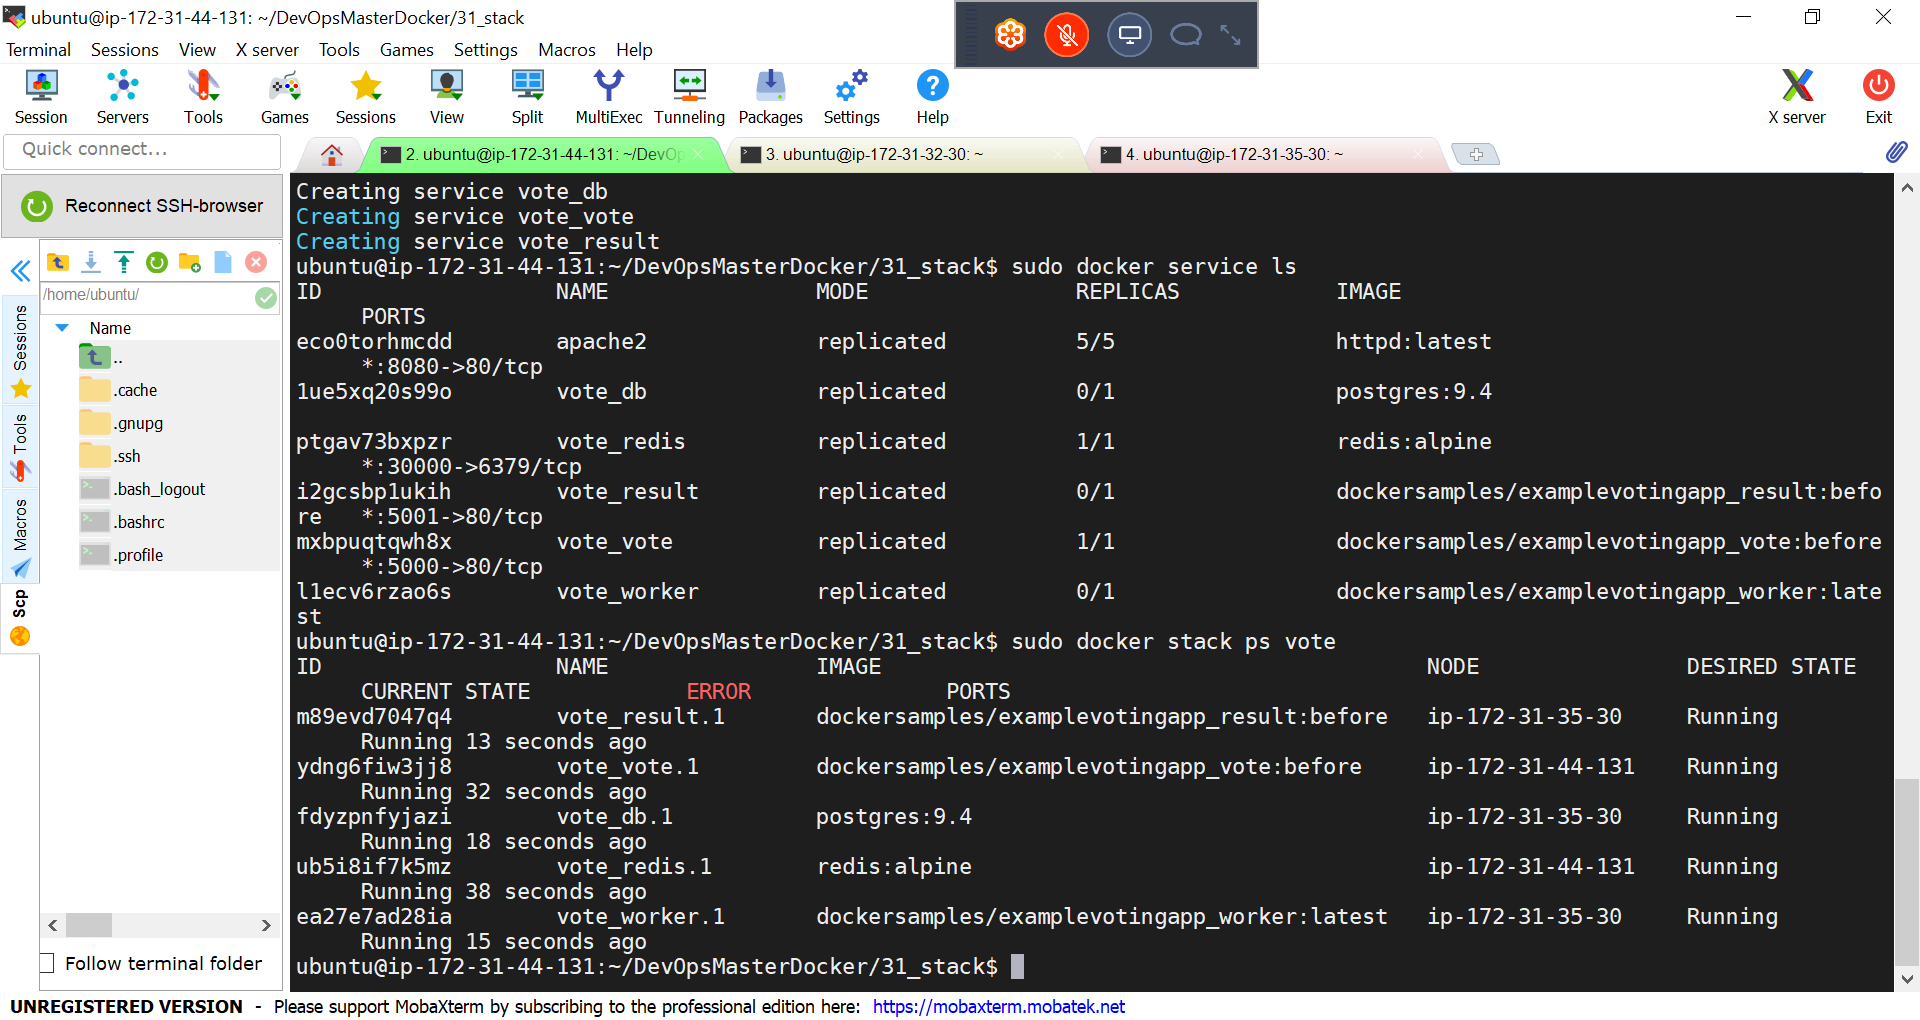 ubuntu@ip-172-31-44-131: ~/DevOpsMasterDocker/31_stack
Terminal Sessions View X server Tools Games Settings Macros Help
Session Servers Tools Games Sessions View Split MultiExec Tunneling Packages Settings Help X server Exit
Quick connect...
2. ubuntu@ip-172-31-44-131: ~/DevOp
3. ubuntu@ip-172-31-32-30: ~
4. ubuntu@ip-172-31-35-30: ~
Reconnect SSH-browser
/home/ubuntu/
Name
..
.cache
.gnupg
.ssh
.bash_logout
.bashrc
.profile
Sessions
Tools
Macros
Scp
Follow terminal folder
Creating service vote_db
Creating service vote_vote
Creating service vote_result
ubuntu@ip-172-31-44-131:~/DevOpsMasterDocker/31_stack$ sudo docker service ls
ID NAME MODE REPLICAS IMAGE
PORTS
eco0torhmcdd apache2 replicated 5/5 httpd:latest
*:8080->80/tcp
1ue5xq20s99o vote_db replicated 0/1 postgres:9.4
ptgav73bxpzr vote_redis replicated 1/1 redis:alpine
*:30000->6379/tcp
i2gcsbp1ukih vote_result replicated 0/1 dockersamples/examplevotingapp_result:befo
re *:5001->80/tcp
mxbpuqtqwh8x vote_vote replicated 1/1 dockersamples/examplevotingapp_vote:before
*:5000->80/tcp
l1ecv6rzao6s vote_worker replicated 0/1 dockersamples/examplevotingapp_worker:late
st
ubuntu@ip-172-31-44-131:~/DevOpsMasterDocker/31_stack$ sudo docker stack ps vote
ID NAME IMAGE NODE DESIRED STATE
CURRENT STATE ERROR PORTS
m89evd7047q4 vote_result.1 dockersamples/examplevotingapp_result:before ip-172-31-35-30 Running
Running 13 seconds ago
ydng6fiw3jj8 vote_vote.1 dockersamples/examplevotingapp_vote:before ip-172-31-44-131 Running
Running 32 seconds ago
fdyzpnfyjazi vote_db.1 postgres:9.4 ip-172-31-35-30 Running
Running 18 seconds ago
ub5i8if7k5mz vote_redis.1 redis:alpine ip-172-31-44-131 Running
Running 38 seconds ago
ea27e7ad28ia vote_worker.1 dockersamples/examplevotingapp_worker:latest ip-172-31-35-30 Running
Running 15 seconds ago
ubuntu@ip-172-31-44-131:~/DevOpsMasterDocker/31_stack$
UNREGISTERED VERSION - Please support MobaXterm by subscribing to the professional edition here: https://mobaxterm.mobatek.net